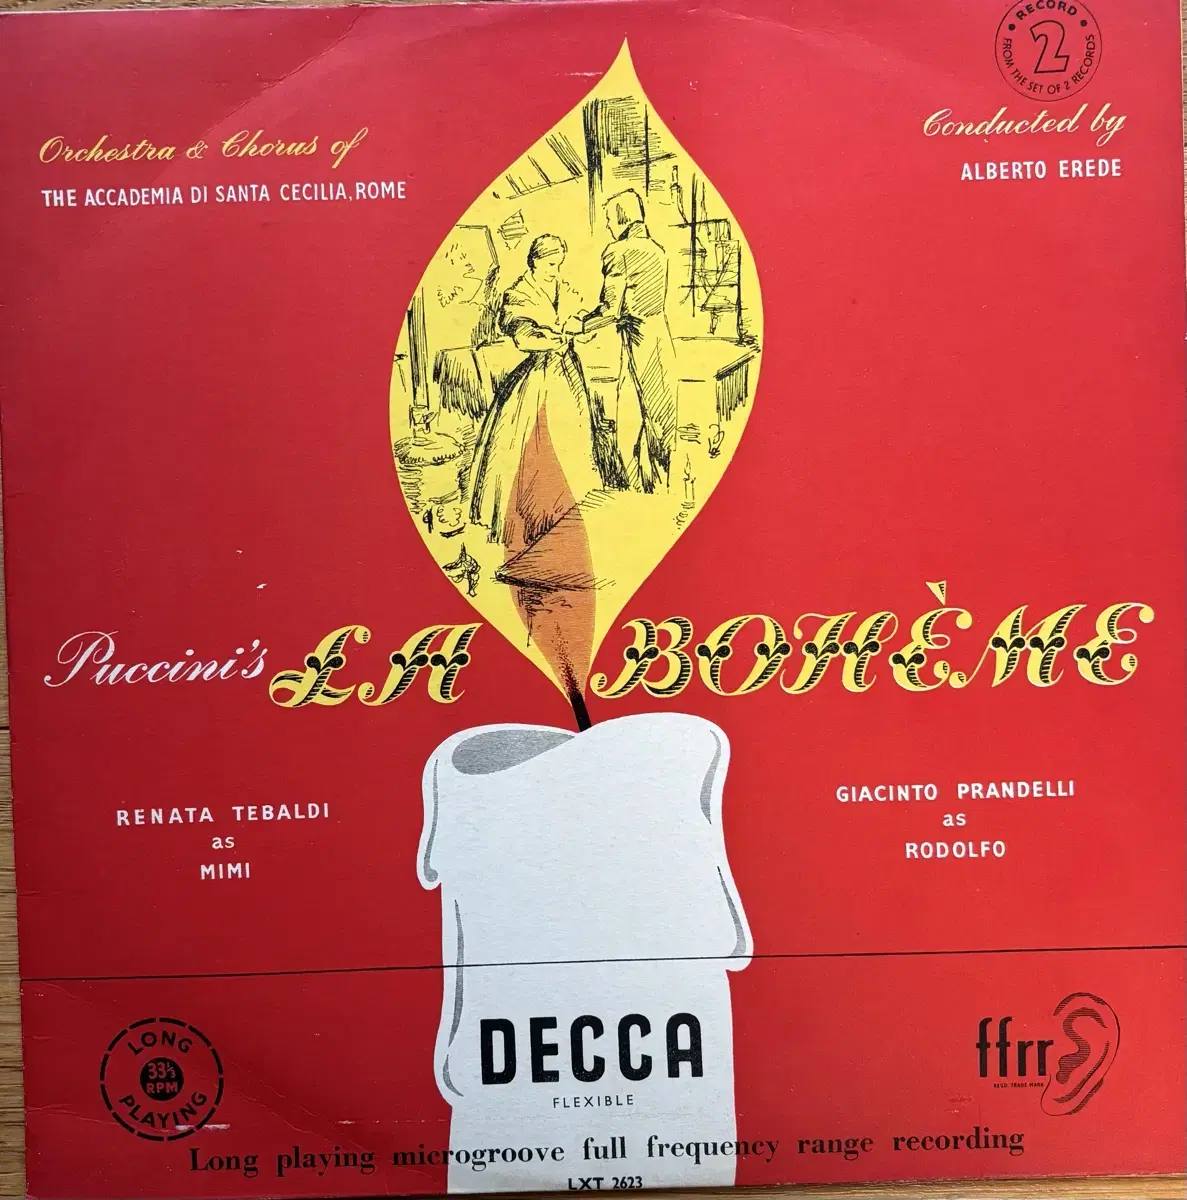 RECORD
2
FROM THE SET OF 2 RECORDS
Orchestra & Chorus of
THE ACCADEMIA DI SANTA CECILIA, ROME
Conducted by
ALBERTO EREDE
Puccini's LA BOHÈME
RENATA TEBALDI
as
MIMI
GIACINTO PRANDELLI
as
RODOLFO
LONG
33⅓
RPM
PLAYING
DECCA
FLEXIBLE
ffrr
REGD. TRADE MARK
Long playing microgroove full frequency range recording
LXT 2623